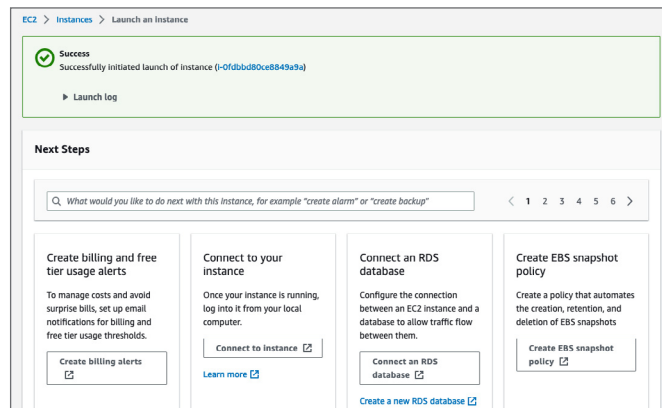 EC2 > Instances > Launch an instance
Success
Successfully initiated launch of instance (i-0fdbbd80ce8849a9a)
Launch log
Next Steps
What would you like to do next with this instance, for example "create alarm" or "create backup"
< 1 2 3 4 5 6 >
Create billing and free
tier usage alerts
To manage costs and avoid
surprise bills, set up email
notifications for billing and
free tier usage thresholds.
Create billing alerts
Connect to your
instance
Once your instance is running,
log into it from your local
computer.
Connect to instance
Learn more
Connect an RDS
database
Configure the connection
between an EC2 instance and a
database to allow traffic flow
between them.
Connect an RDS
database
Create a new RDS database
Create EBS snapshot
policy
Create a policy that automates
the creation, retention, and
deletion of EBS snapshots
Create EBS snapshot
policy